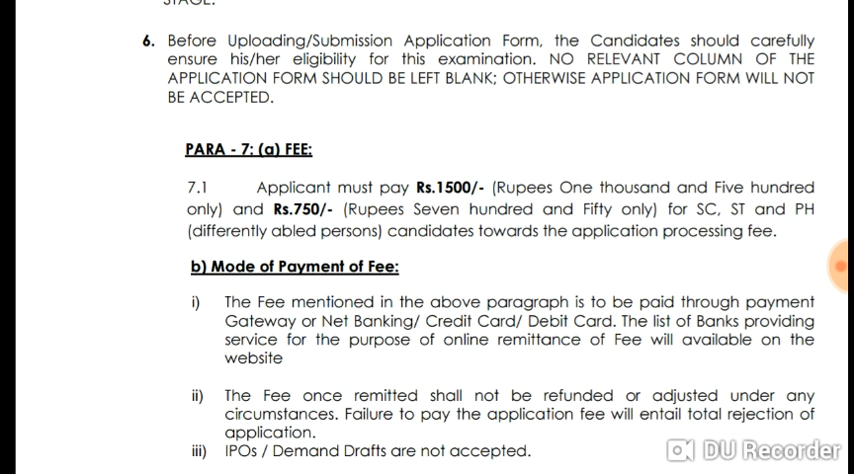 STAGE.
6. Before Uploading/Submission Application Form, the Candidates should carefully
ensure his/her eligibility for this examination. NO RELEVANT COLUMN OF THE
APPLICATION FORM SHOULD BE LEFT BLANK; OTHERWISE APPLICATION FORM WILL NOT
BE ACCEPTED.
PARA - 7: (a) FEE:
7.1 Applicant must pay Rs.1500/- (Rupees One thousand and Five hundred
only) and Rs.750/- (Rupees Seven hundred and Fifty only) for SC, ST and PH
(differently abled persons) candidates towards the application processing fee.
b) Mode of Payment of Fee:
i) The Fee mentioned in the above paragraph is to be paid through payment
Gateway or Net Banking/ Credit Card/ Debit Card. The list of Banks providing
service for the purpose of online remittance of Fee will available on the
website
ii) The Fee once remitted shall not be refunded or adjusted under any
circumstances. Failure to pay the application fee will entail total rejection of
application.
iii) IPOs / Demand Drafts are not accepted.
DU Recorder